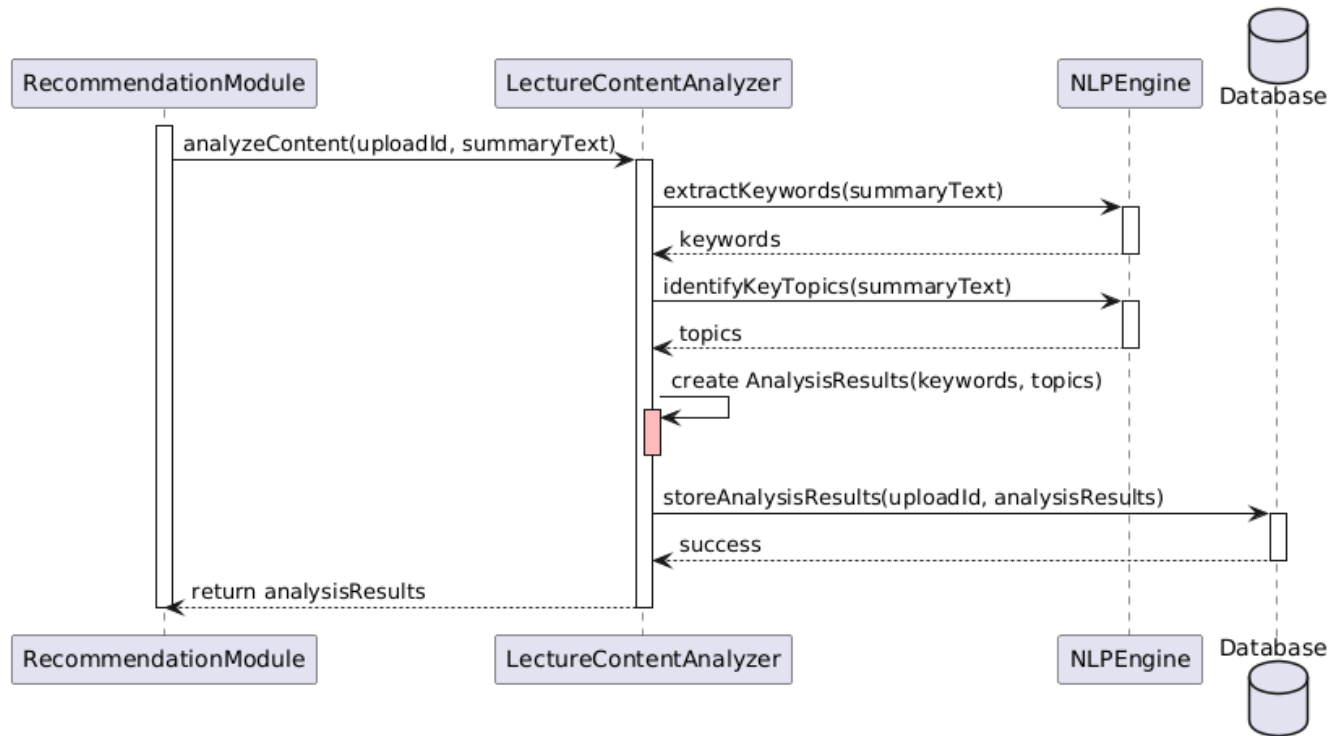 Database
RecommendationModule
LectureContentAnalyzer
NLPEngine
analyzeContent(uploadId, summaryText)
extractKeywords(summaryText)
keywords
identifyKeyTopics(summaryText)
topics
create AnalysisResults(keywords, topics)
storeAnalysisResults(uploadId, analysisResults)
success
return analysisResults
RecommendationModule
LectureContentAnalyzer
NLPEngine
Database